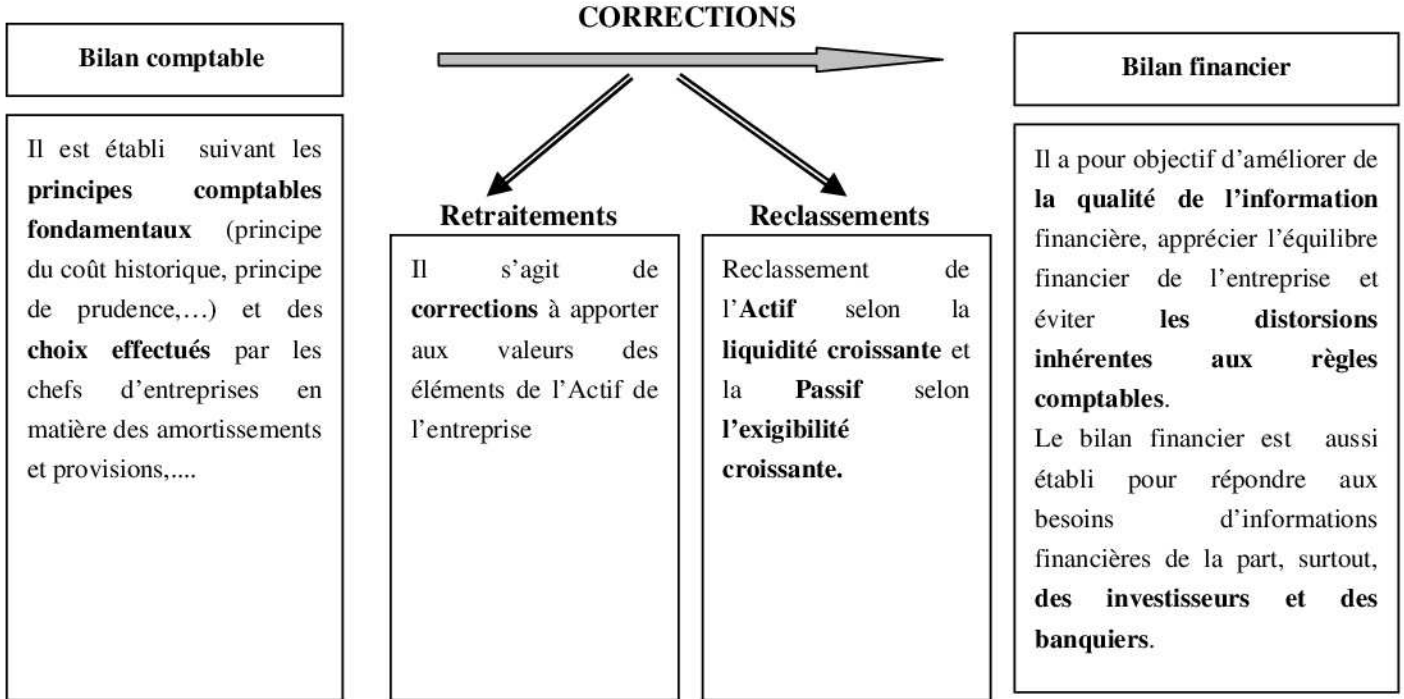 CORRECTIONS
Bilan comptable
Il est établi suivant les
principes comptables
fondamentaux (principe
du coût historique, principe
de prudence,…) et des
choix effectués par les
chefs d'entreprises en
matière des amortissements
et provisions,....
Retraitements
Il s'agit de
corrections à apporter
aux valeurs des
éléments de l'Actif de
l'entreprise
Reclassements
Reclassement de
l'Actif selon la
liquidité croissante et
la Passif selon
l'exigibilité
croissante.
Bilan financier
Il a pour objectif d'améliorer de
la qualité de l'information
financière, apprécier l'équilibre
financier de l'entreprise et
éviter les distorsions
inhérentes aux règles
comptables.
Le bilan financier est aussi
établi pour répondre aux
besoins d'informations
financières de la part, surtout,
des investisseurs et des
banquiers.